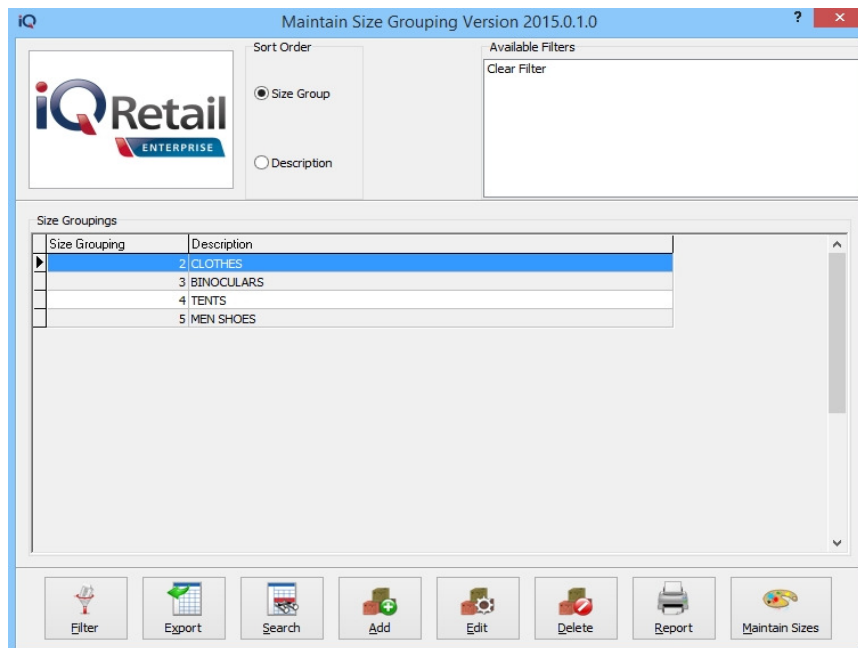 iQ
Maintain Size Grouping Version 2015.0.1.0
?
×
iQ Retail
ENTERPRISE
Sort Order
Size Group
Description
Available Filters
Clear Filter
Size Groupings
Size Grouping Description
2 CLOTHES
3 BINOCULARS
4 TENTS
5 MEN SHOES
Filter
Export
Search
Add
Edit
Delete
Report
Maintain Sizes